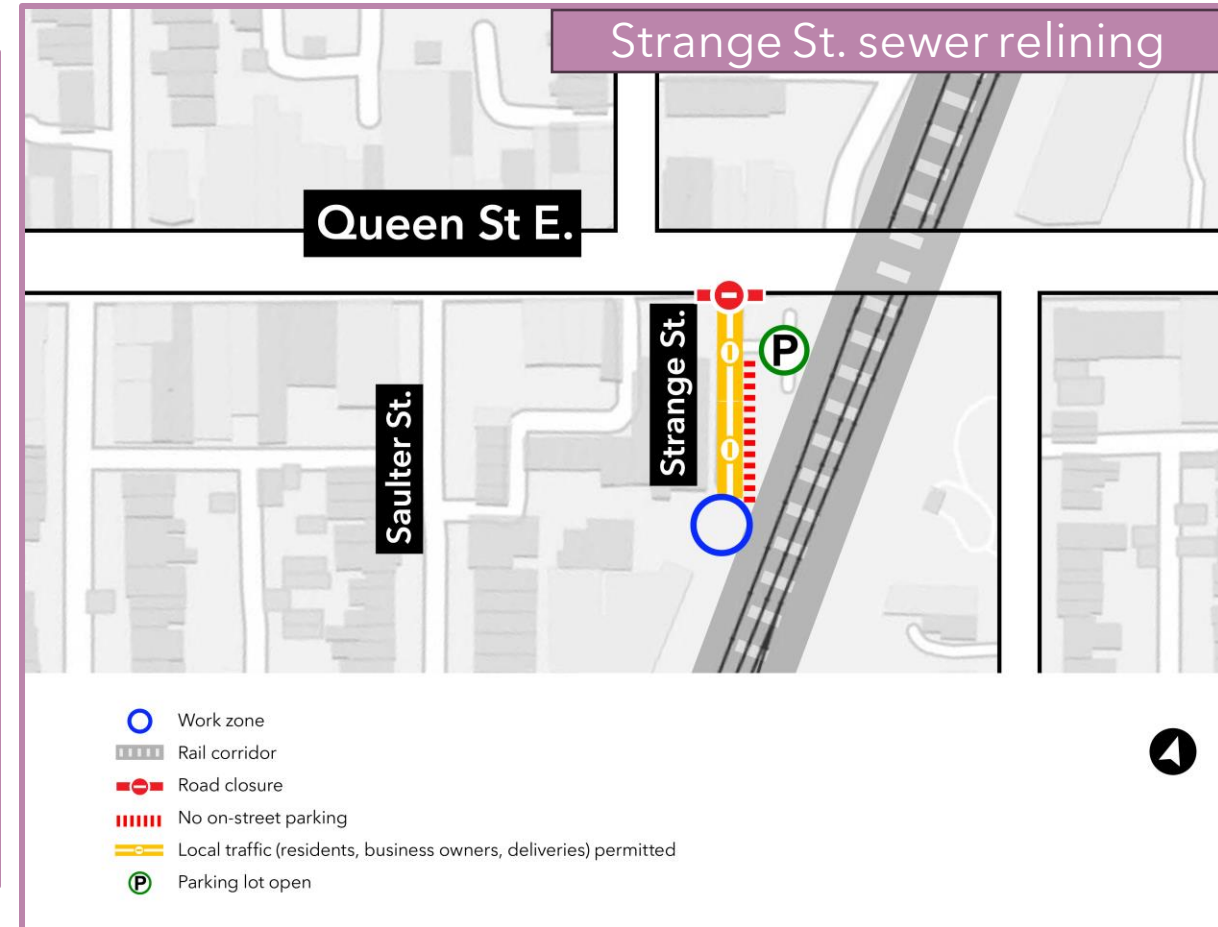 Strange St. sewer relining
Queen St E.
Strange St.
P
Saulter St.
Work zone
Rail corridor
Road closure
No on-street parking
Local traffic (residents, business owners, deliveries) permitted
P
Parking lot open